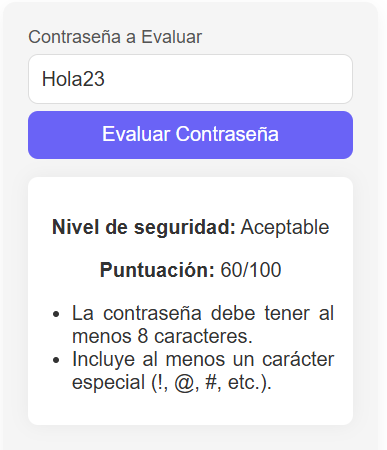 Contraseña a Evaluar
Hola23
Evaluar Contraseña
Nivel de seguridad: Aceptable
Puntuación: 60/100
• La contraseña debe tener al
menos 8 caracteres.
• Incluye al menos un carácter
especial (!, @, #, etc.).